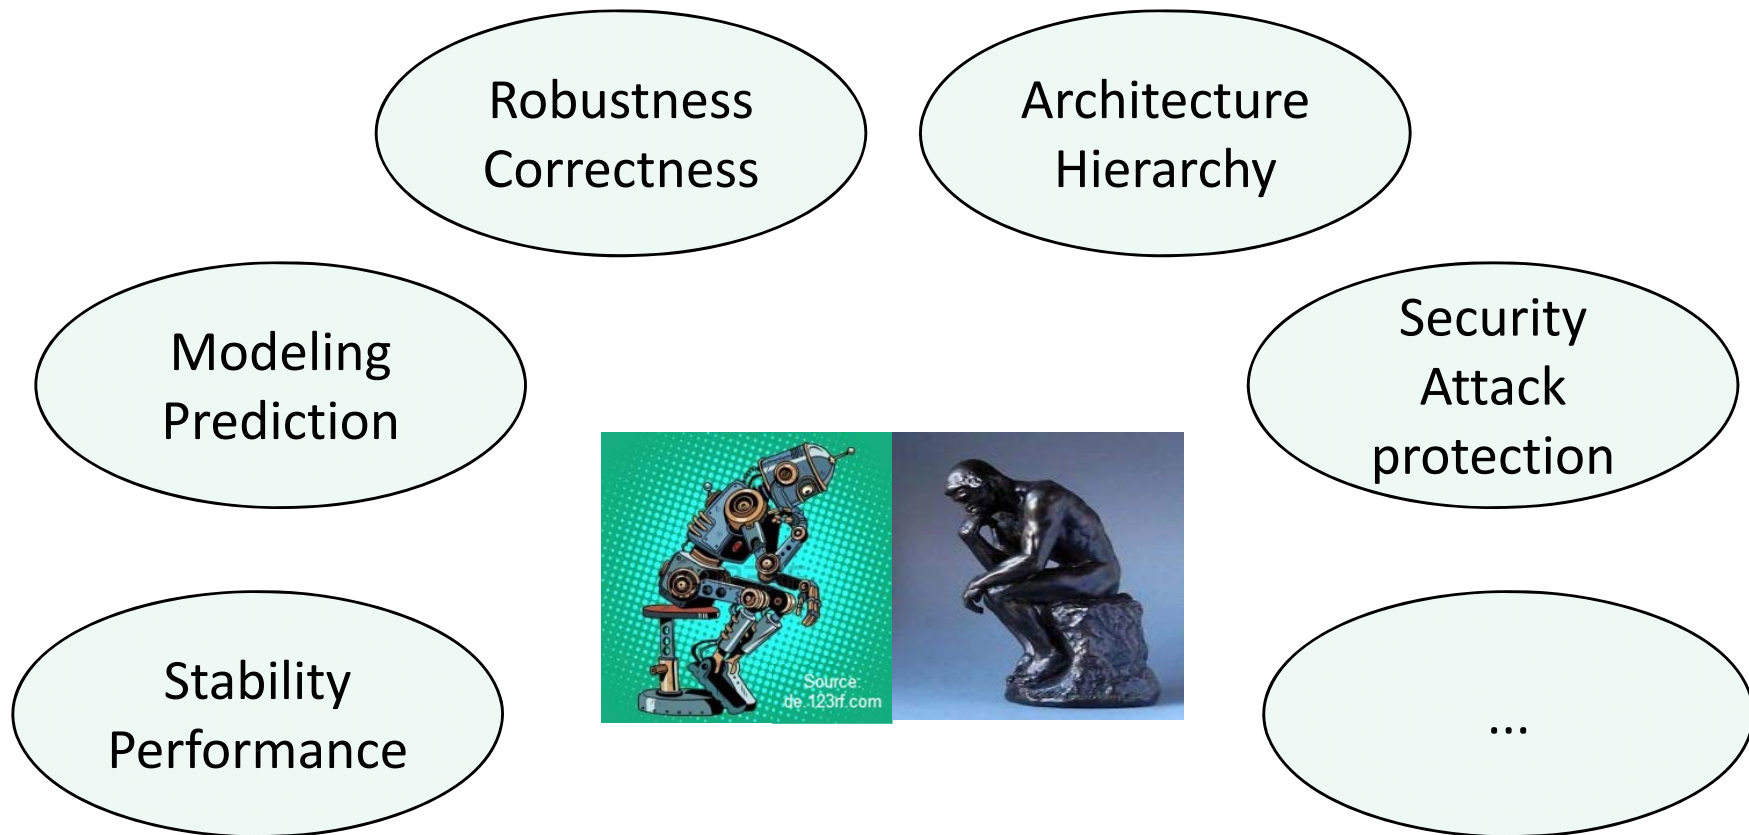 Robustness
Correctness
Architecture
Hierarchy
Modeling
Prediction
Security
Attack
protection
Stability
Performance
Source:
de.123rf.com
...